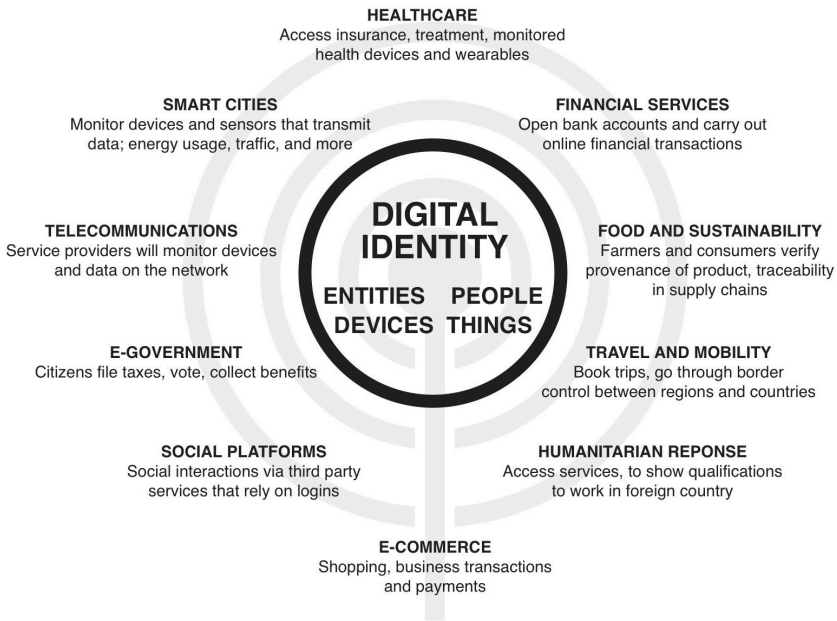 HEALTHCARE
Access insurance, treatment, monitored
health devices and wearables
SMART CITIES
Monitor devices and sensors that transmit
data; energy usage, traffic, and more
FINANCIAL SERVICES
Open bank accounts and carry out
online financial transactions
DIGITAL
IDENTITY
ENTITIES PEOPLE
DEVICES THINGS
TELECOMMUNICATIONS
Service providers will monitor devices
and data on the network
FOOD AND SUSTAINABILITY
Farmers and consumers verify
provenance of product, traceability
in supply chains
E-GOVERNMENT
Citizens file taxes, vote, collect benefits
TRAVEL AND MOBILITY
Book trips, go through border
control between regions and countries
SOCIAL PLATFORMS
Social interactions via third party
services that rely on logins
HUMANITARIAN REPONSE
Access services, to show qualifications
to work in foreign country
E-COMMERCE
Shopping, business transactions
and payments